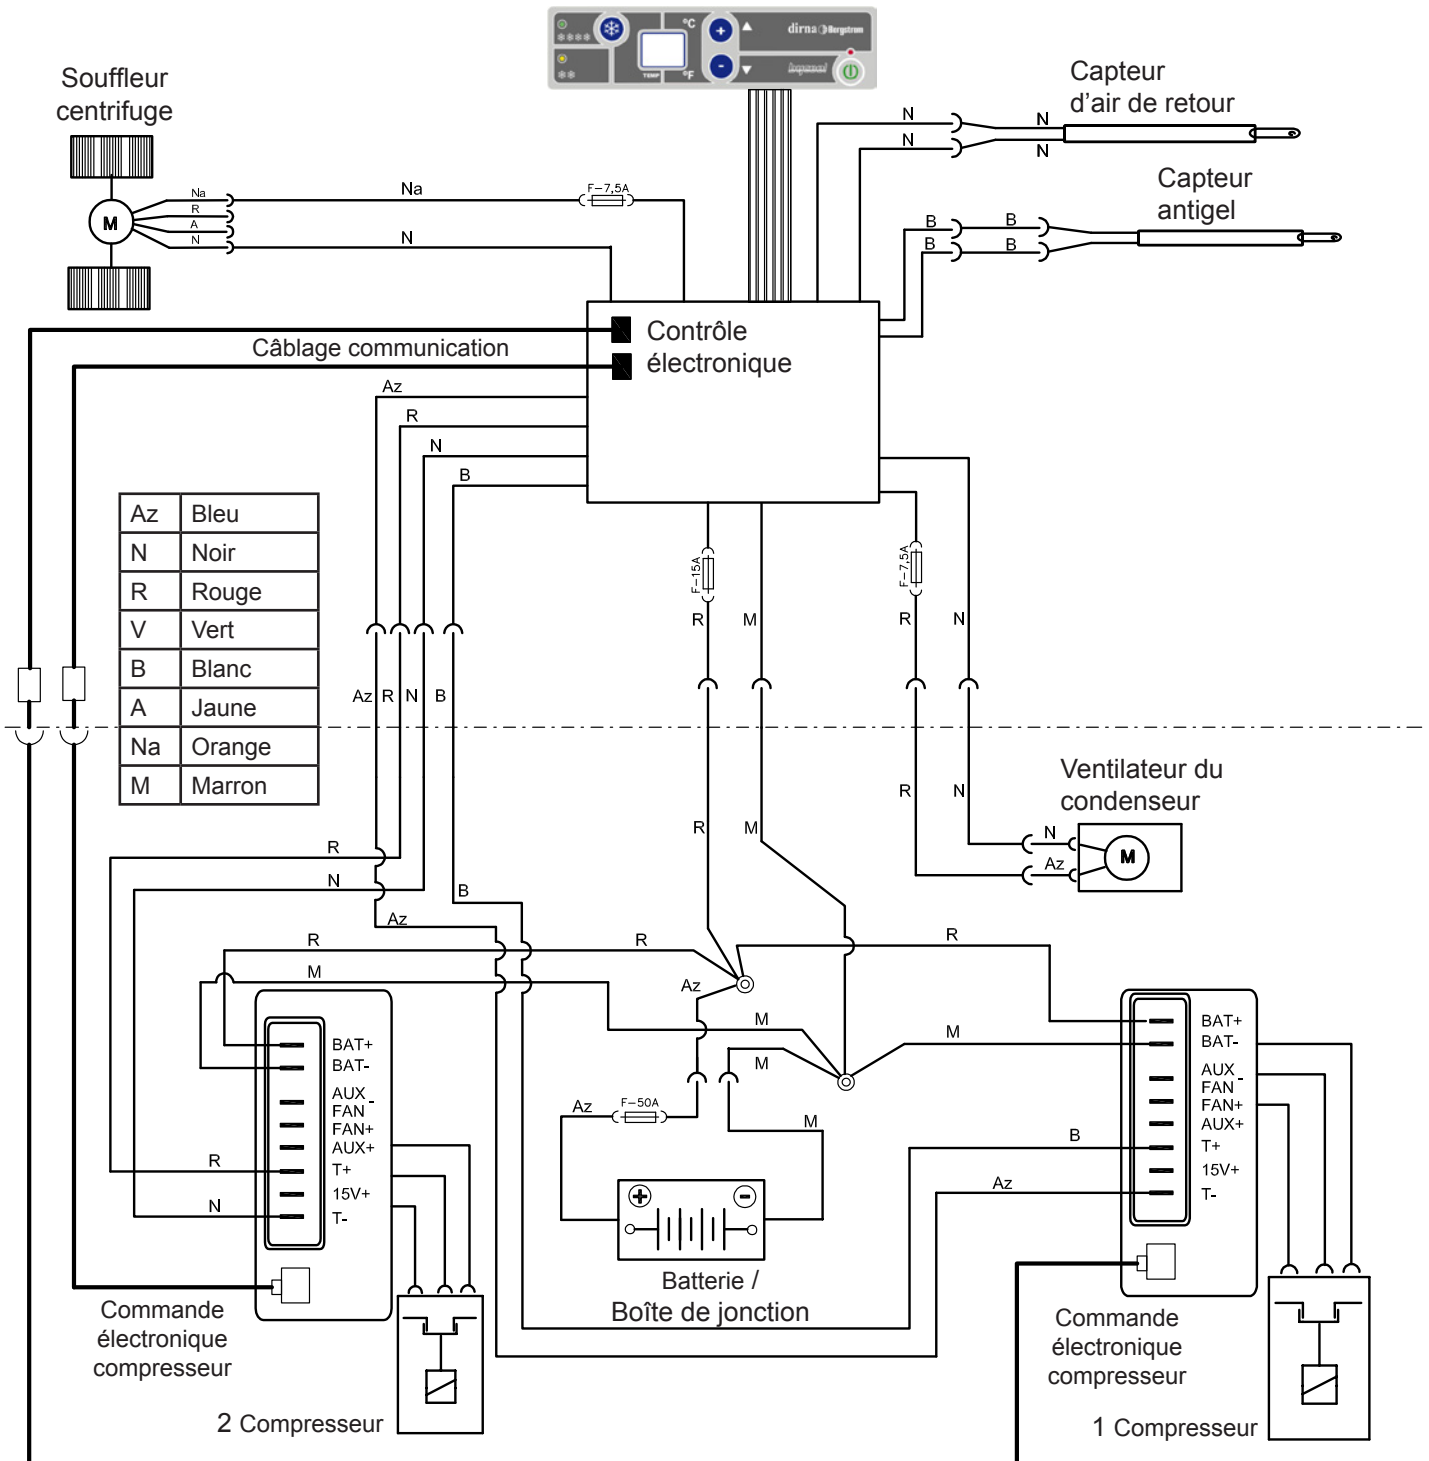 °C
°F
TEMP
+
-
dirna Bergstrom
Souffleur
centrifuge
M
Na
R
A
N
Na
N
F-7,5A
N
N
N
N
Capteur
d'air de retour
Capteur
antigel
B
B
B
B
Contrôle
électronique
Câblage communication
Az
R
N
B
Az Bleu
N Noir
R Rouge
V Vert
B Blanc
A Jaune
Na Orange
M Marron
F-15A
F-7,5A
R
M
R
N
Az
R
N
B
R
M
R
N
Ventilateur du
condenseur
N
Az
M
R
N
B
Az
R
R
R
M
Az
M
M
M
BAT+
BAT-
AUX
FAN -
FAN+
AUX+
T+
15V+
T-
R
N
Az
F-50A
M
+
-
Batterie /
Boîte de jonction
B
Az
BAT+
BAT-
AUX
FAN -
FAN+
AUX+
T+
15V+
T-
Commande
électronique
compresseur
2 Compresseur
Commande
électronique
compresseur
1 Compresseur